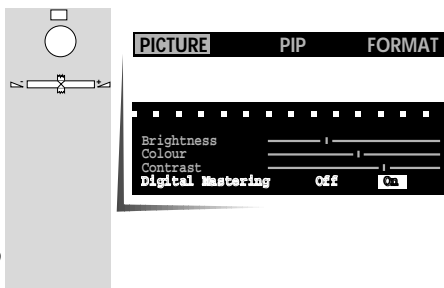 PICTURE PIP FORMAT
Brightness
Colour
Contrast
Digital Mastering Off On